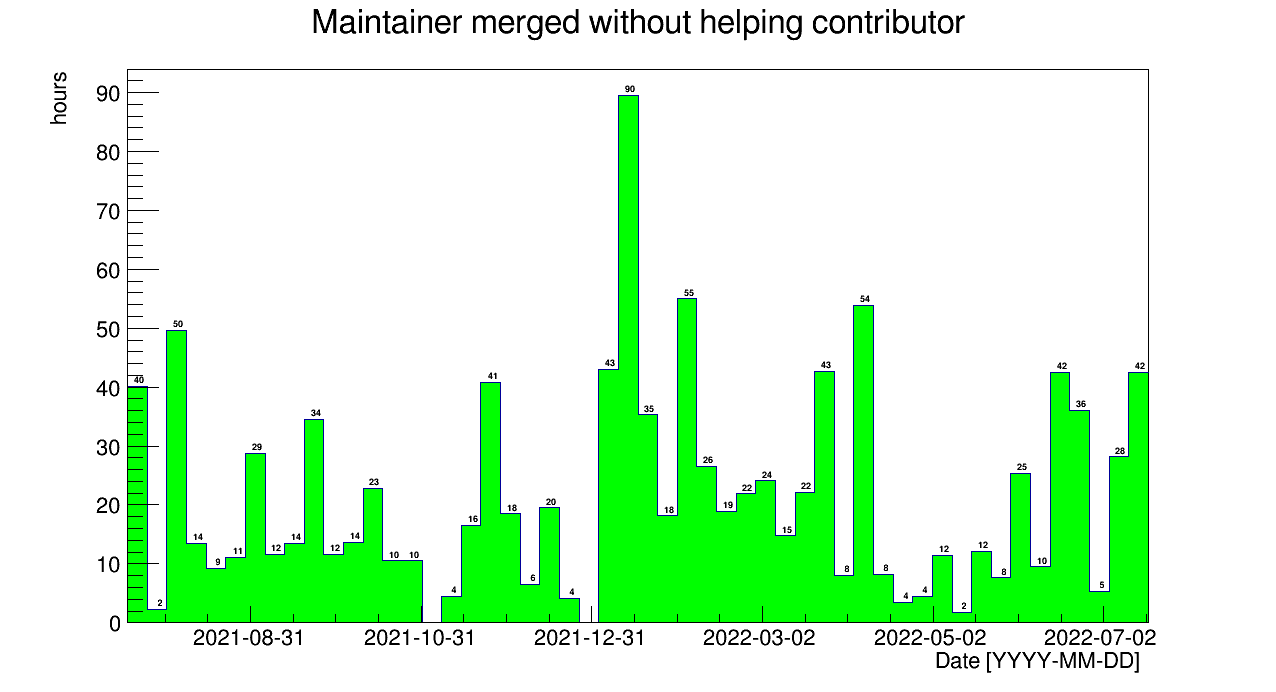 Maintainer merged without helping contributor
hours
90
80
70
60
50
40
30
20
10
0
40 2 50 14 9 11 29 12 14 34 12 14 23 10 10 4 16 41 18 6 20 4 43 90 35 18 55 26 19 22 24 15 22 43 8 54 8 4 4 12 2 12 8 25 10 42 36 5 28 42
2021-08-31 2021-10-31 2021-12-31 2022-03-02 2022-05-02 2022-07-02
Date [YYYY-MM-DD]